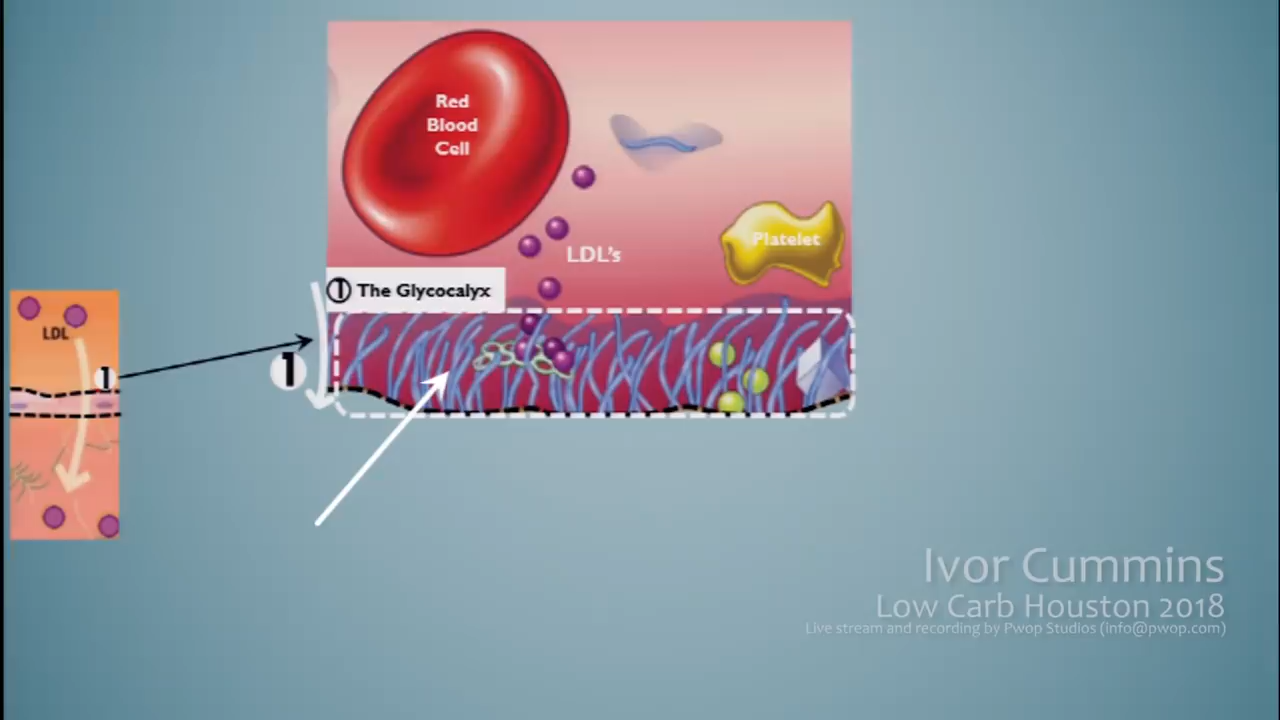 Red
Blood
Cell
Platelet
LDL's
① The Glycocalyx
LDL
1
1
Ivor Cummins
Low Carb Houston 2018
Live stream and recording by Pwop Studios (info@pwop.com)